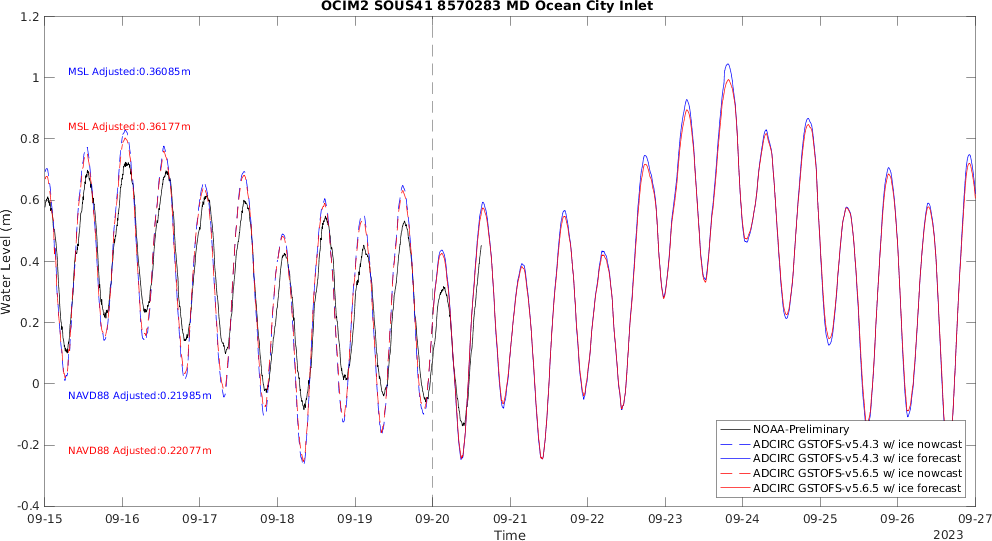 OCIM2 SOUS41 8570283 MD Ocean City Inlet
1.2
1
0.8
0.6
0.4
0.2
0
-0.2
-0.4
Water Level (m)
MSL Adjusted:0.36085m
MSL Adjusted:0.36177m
NAVD88 Adjusted:0.21985m
NAVD88 Adjusted:0.22077m
NOAA-Preliminary
ADCIRC GSTOFS-v5.4.3 w/ ice nowcast
ADCIRC GSTOFS-v5.4.3 w/ ice forecast
ADCIRC GSTOFS-v5.6.5 w/ ice nowcast
ADCIRC GSTOFS-v5.6.5 w/ ice forecast
09-15 09-16 09-17 09-18 09-19 09-20 09-21 09-22 09-23 09-24 09-25 09-26 09-27
Time
2023